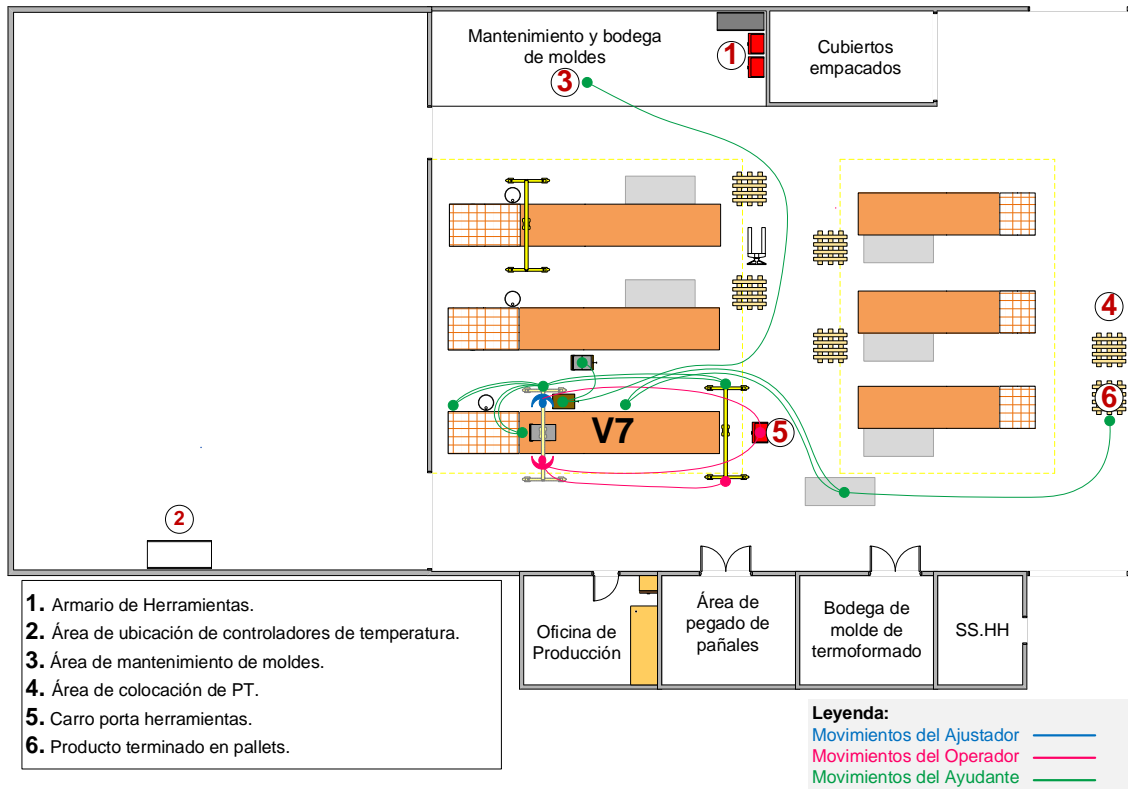 Mantenimiento y bodega
de moldes
1
3
Cubiertos
empacados
4
6
V7
5
2
1. Armario de Herramientas.
2. Área de ubicación de controladores de temperatura.
3. Área de mantenimiento de moldes.
4. Área de colocación de PT.
5. Carro porta herramientas.
6. Producto terminado en pallets.
Oficina de
Producción
Área de
pegado de
pañales
Bodega de
molde de
termoformado
SS.HH
Leyenda:
Movimientos del Ajustador
Movimientos del Operador
Movimientos del Ayudante